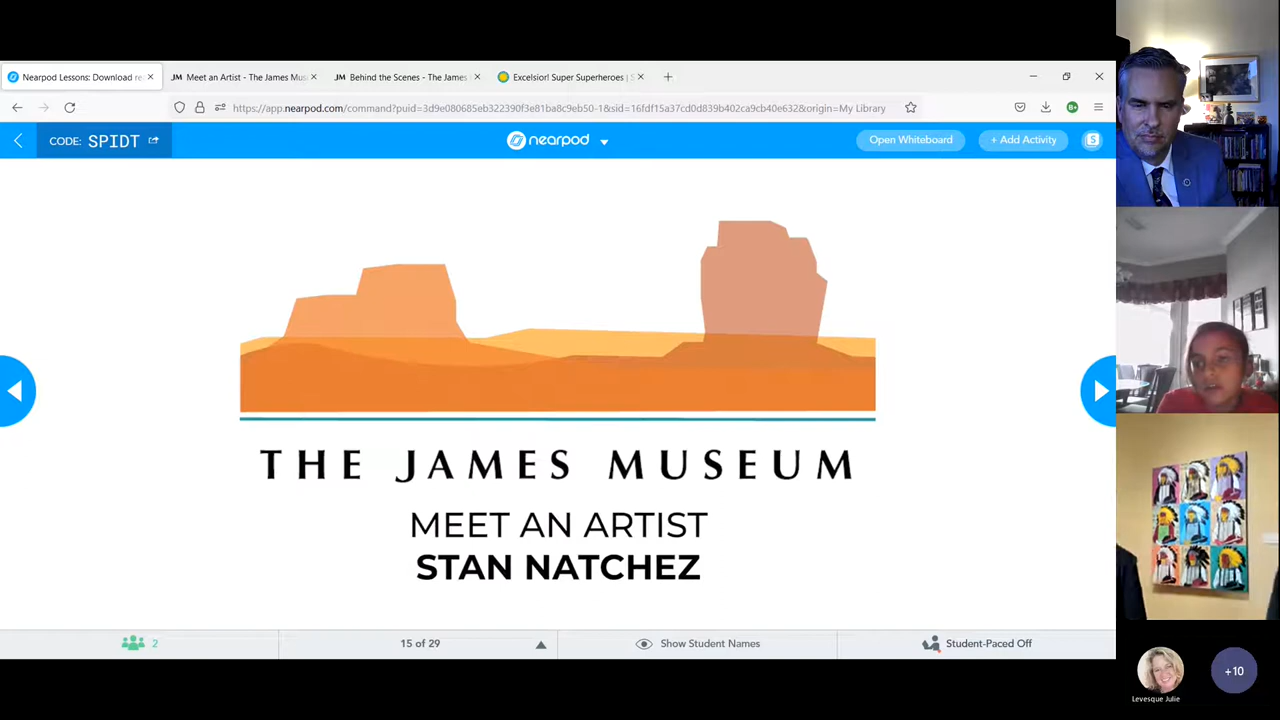 Nearpod Lessons: Download re
JM Meet an Artist - The James Mus
JM Behind the Scenes - The James
Excelsior! Super Superheroes | S
https://app.nearpod.com/command?puid=3d9e080685eb322390f3e81ba8c9eb50-1&sid=16fdf15a37cd0d839b402ca9cb40e632&origin=My Library
CODE: SPIDT
nearpod
Open Whiteboard
+ Add Activity
S
THE JAMES MUSEUM
MEET AN ARTIST
STAN NATCHEZ
2
15 of 29
Show Student Names
Student-Paced Off
+10
Levesque Julie